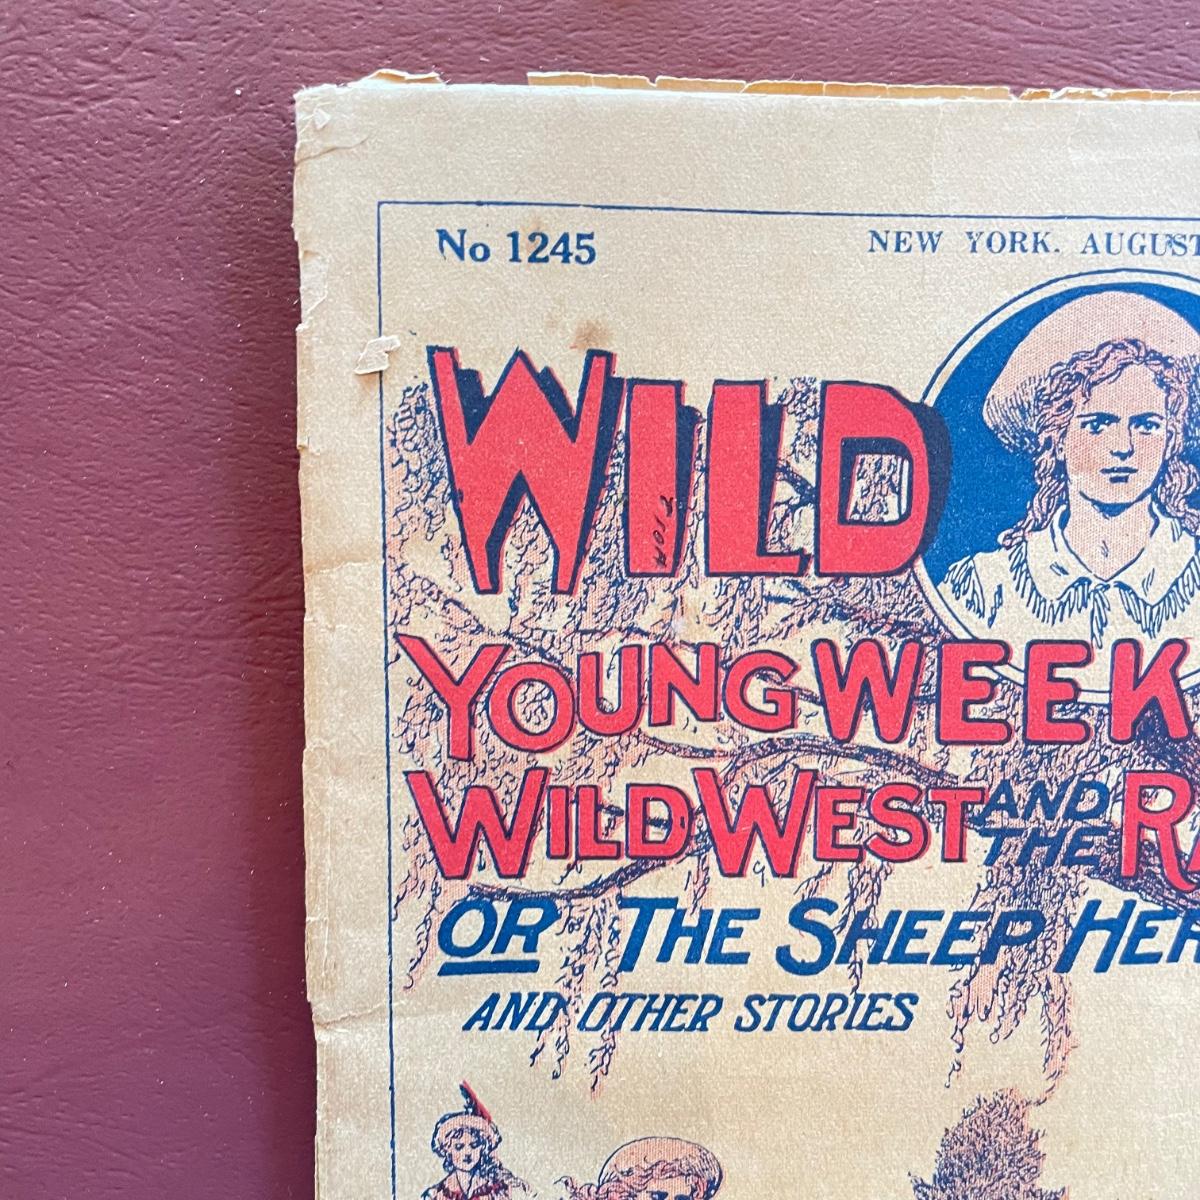 No 1245
NEW YORK. AUGUST
WILD
YOUNG WEEK
WILD WEST AND THE RA
OR THE SHEEP HER
AND OTHER STORIES